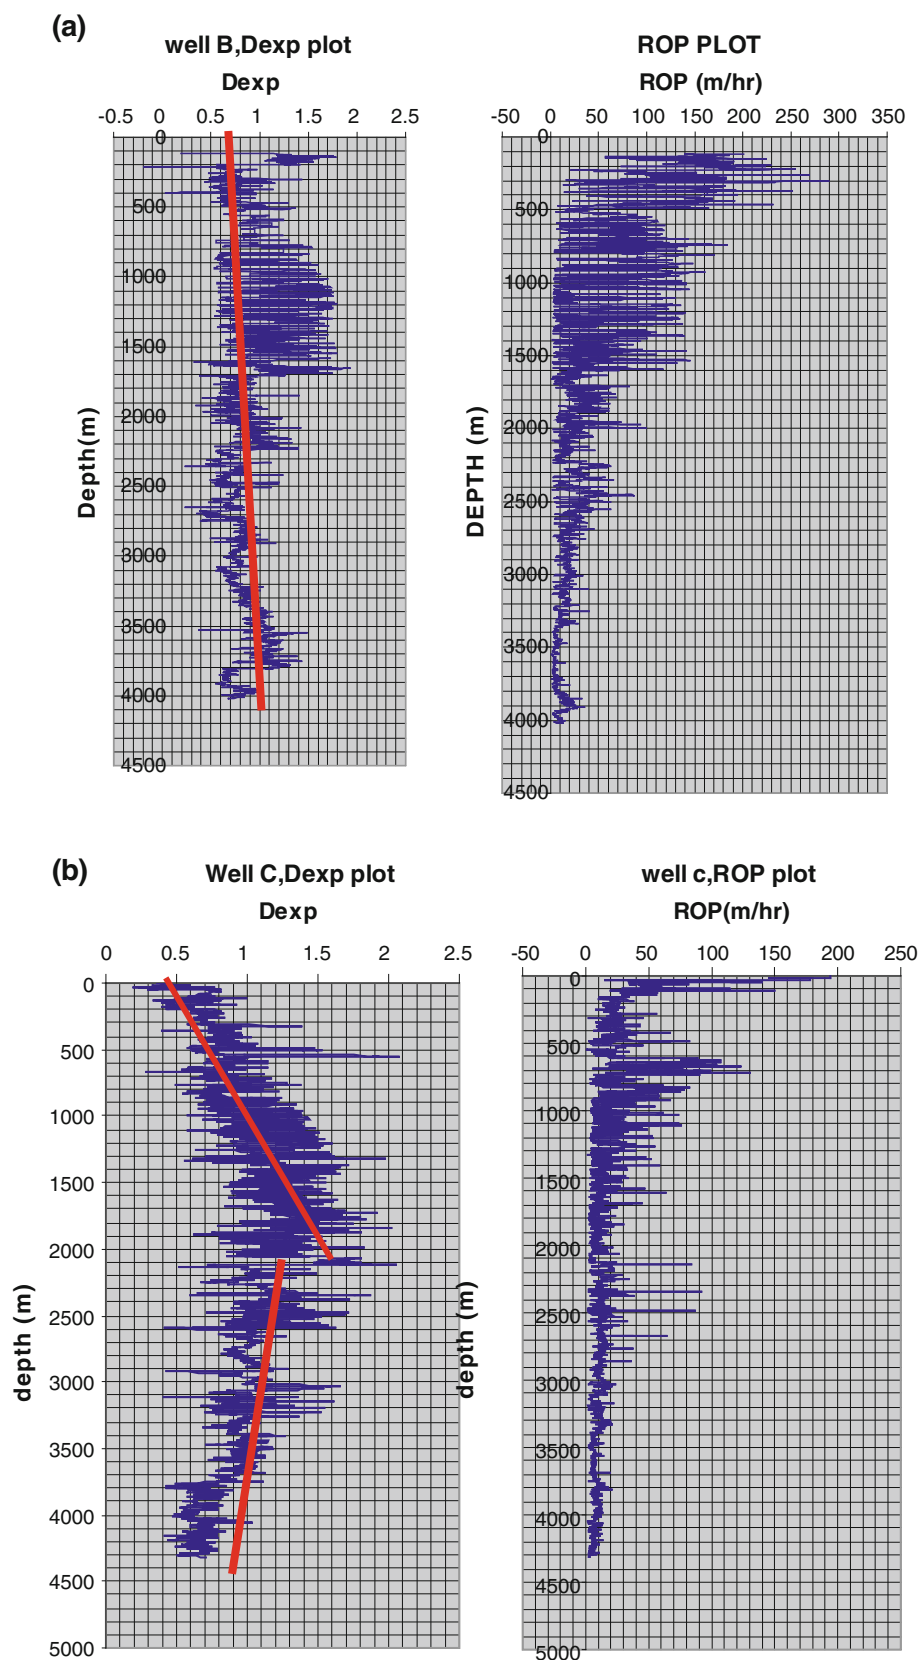 (a)
well B,Dexp plot
Dexp
-0.5 0 0.5 1 1.5 2 2.5
0
500
1000
1500
2000
2500
3000
3500
4000
4500
Depth(m)
ROP PLOT
ROP (m/hr)
-50 0 50 100 150 200 250 300 350
0
500
1000
1500
2000
2500
3000
3500
4000
4500
DEPTH (m)
(b)
Well C,Dexp plot
Dexp
0 0.5 1 1.5 2 2.5
0
500
1000
1500
2000
2500
3000
3500
4000
4500
5000
depth (m)
well c,ROP plot
ROP(m/hr)
-50 0 50 100 150 200 250
0
500
1000
1500
2000
2500
3000
3500
4000
4500
5000
depth (m)